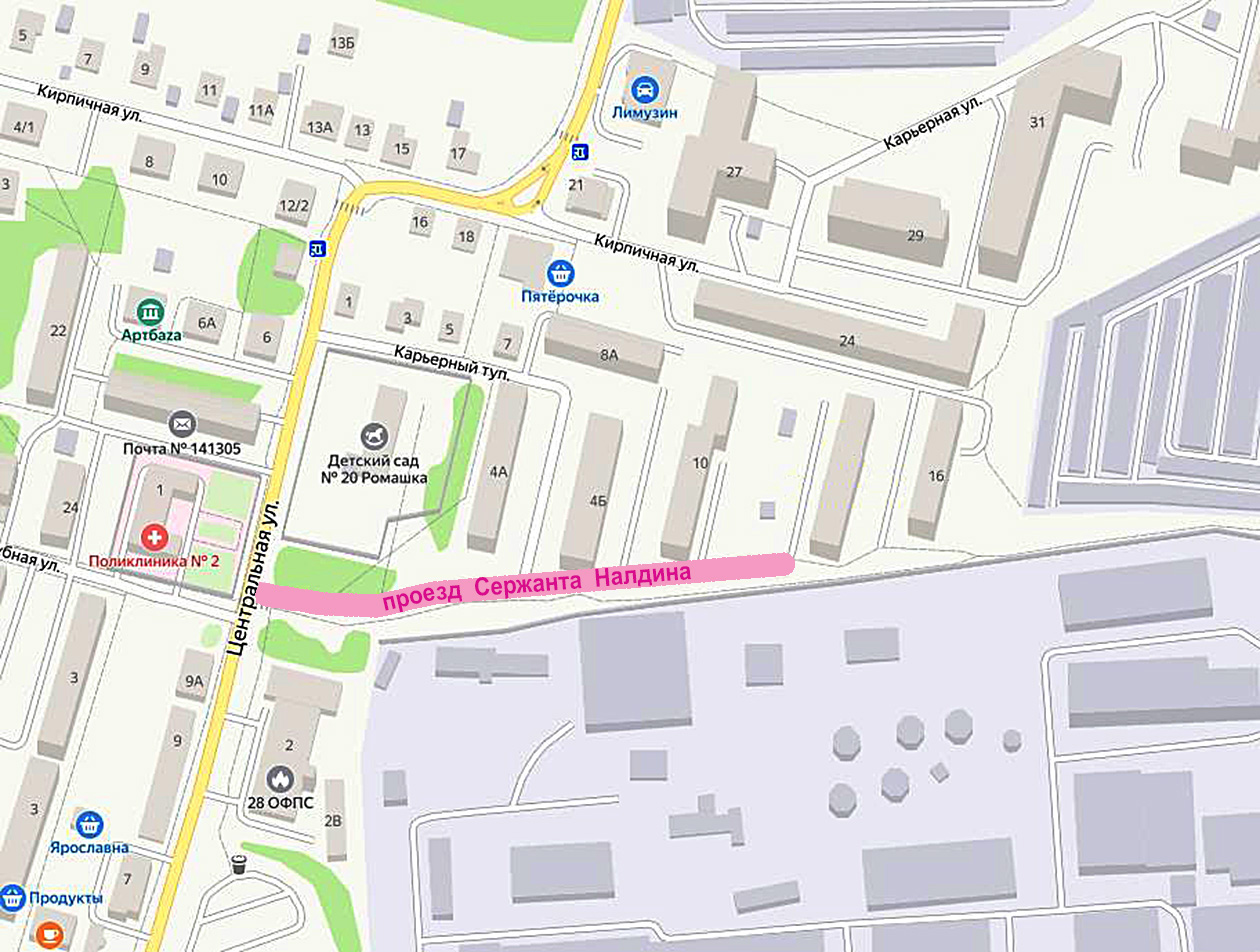 5
7
9
11
11А
13Б
13А
13
15
17
Кирпичная ул.
4/1
8
10
12/2
3
16
18
21
Лимузин
27
Карьерная ул.
31
29
Кирпичная ул.
Пятёрочка
24
1
3
5
7
8А
Карьерный туп.
Артбаza
6А
6
22
Почта № 141305
Детский сад
№ 20 Ромашка
4А
4Б
10
16
1
24
Поликлиника № 2
убная ул.
Центральная ул.
проезд Сержанта Налдина
3
9А
9
2
28 ОФПС
2В
3
Ярославна
7
Продукты